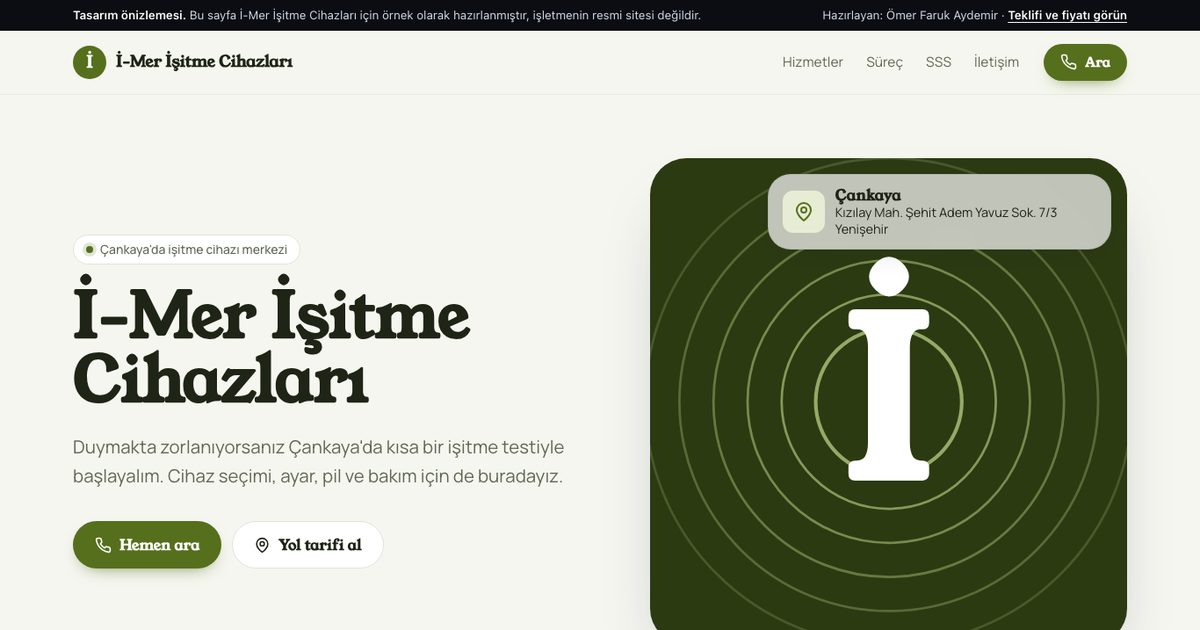 Tasarım önizlemesi. Bu sayfa İ-Mer İşitme Cihazları için örnek olarak hazırlanmıştır, işletmenin resmi sitesi değildir.
Hazırlayan: Ömer Faruk Aydemir · Teklifi ve fiyatı görün
İ İ-Mer İşitme Cihazları
Hizmetler Süreç SSS İletişim Ara
Çankaya'da işitme cihazı merkezi
İ-Mer İşitme
Cihazları
Duymakta zorlanıyorsanız Çankaya'da kısa bir işitme testiyle
başlayalım. Cihaz seçimi, ayar, pil ve bakım için de buradayız.
Hemen ara Yol tarifi al
Çankaya
Kızılay Mah. Şehit Adem Yavuz Sok. 7/3
Yenişehir
İ